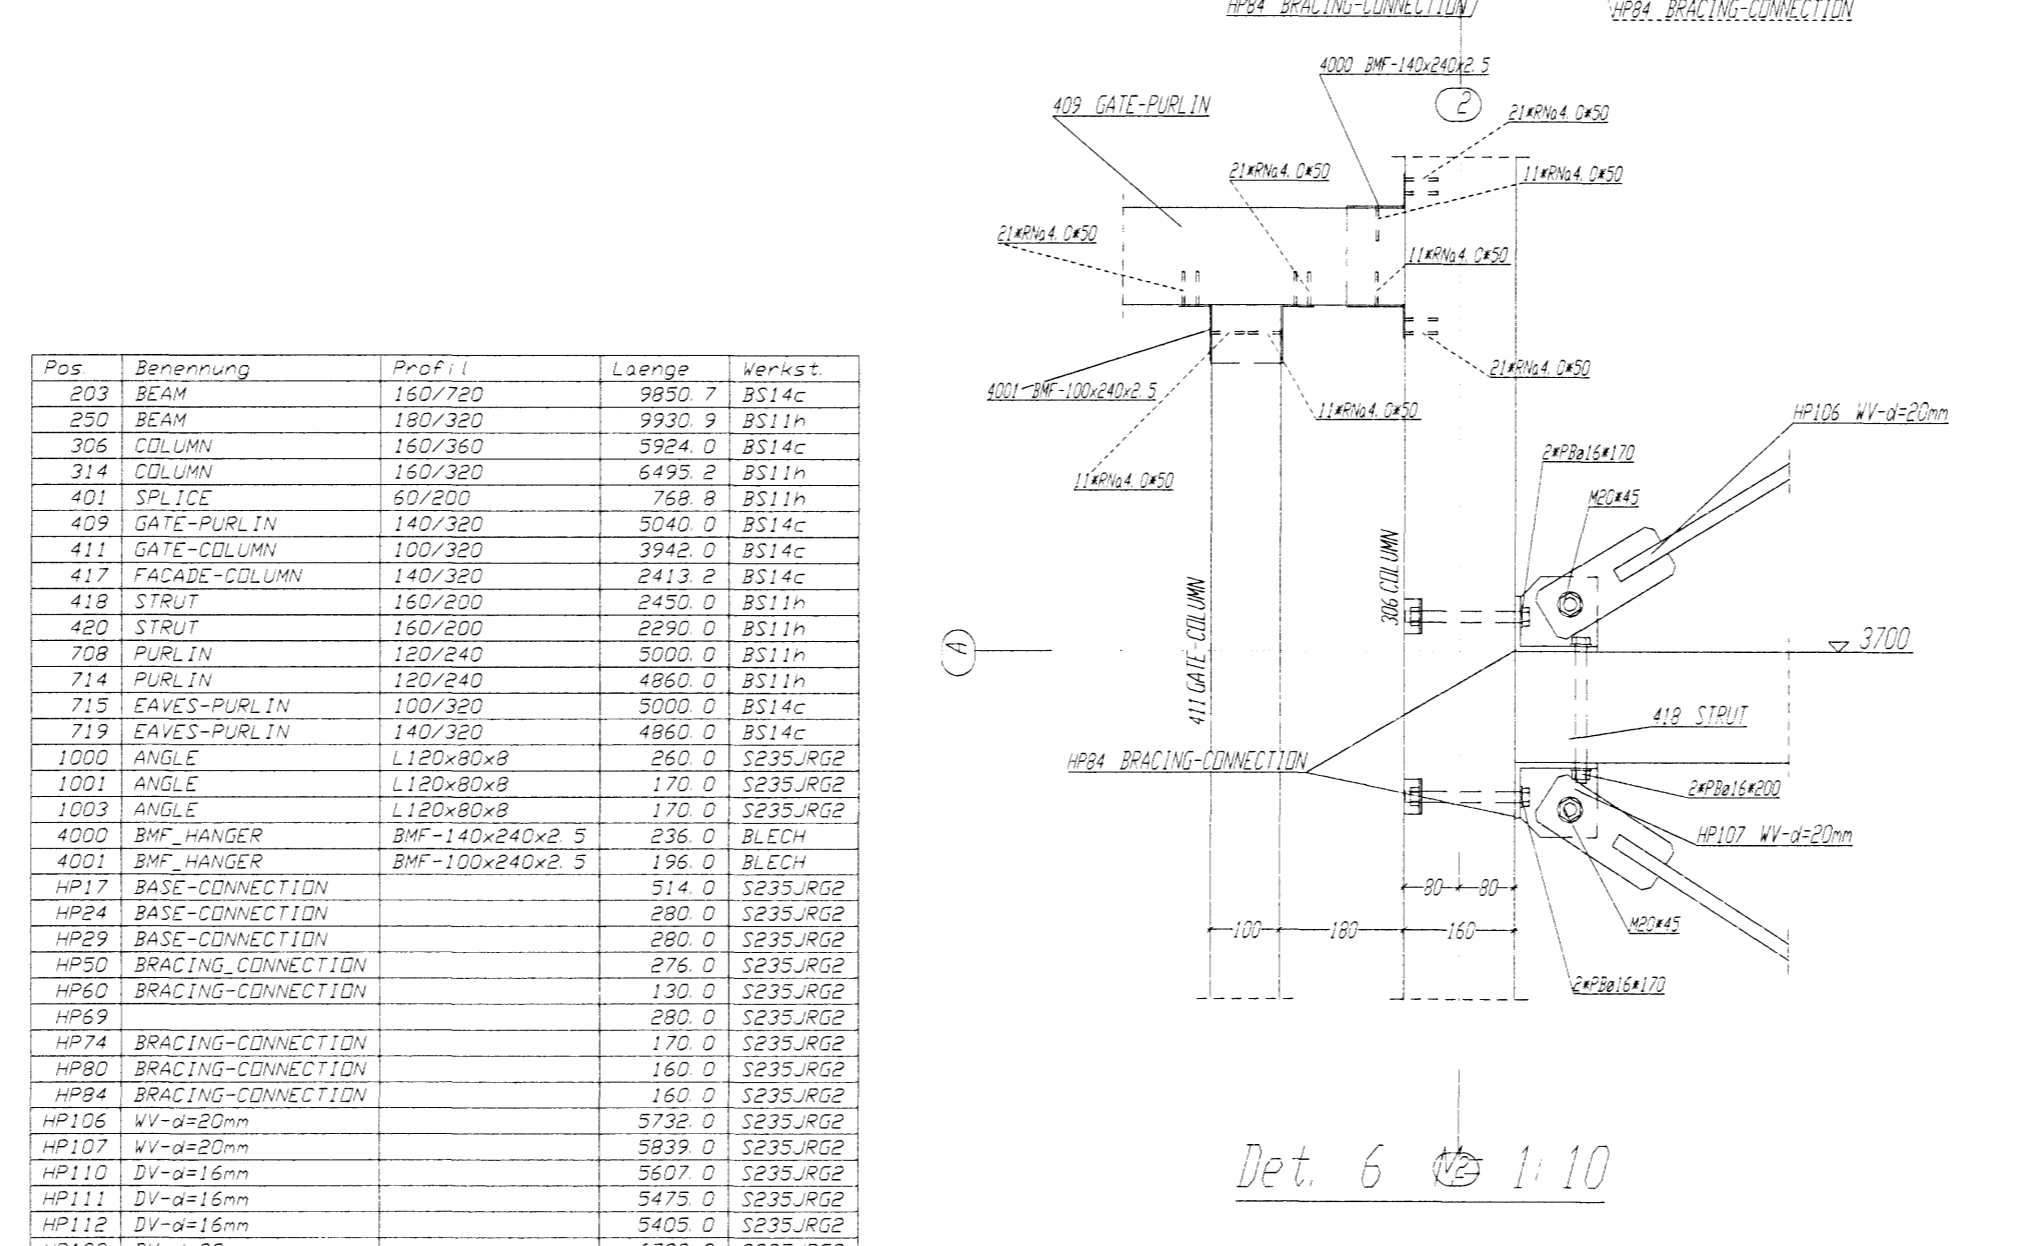 HP84 BRACING-CONNECTION
HP84 BRACING-CONNECTION
4000 BMF-140x240x2.5
2
409 GATE-PURLIN
21*RNa4.0*50
21*RNa4.0*50
11*RNa4.0*50
21*RNa4.0*50
11*RNa4.0*50
21*RNa4.0*50
4001 BMF-100x240x2.5
11*RNa4.0*50
11*RNa4.0*50
HP106 WV-d=20mm
2*PBø16*170
M20*45
306 COLUMN
411 GATE-COLUMN
A
3700
418 STRUT
HP84 BRACING-CONNECTION
2*PBø16*200
HP107 WV-d=20mm
80 80
100 180 160
M20*45
2*PBø16*170
Det. 6 1:10
Pos. Benennung Profil Laenge Werkst.
203 BEAM 160/720 9850.7 BS14c
250 BEAM 180/320 9930.9 BS11h
306 COLUMN 160/360 5924.0 BS14c
314 COLUMN 160/320 6495.2 BS11h
401 SPLICE 60/200 768.8 BS11h
409 GATE-PURLIN 140/320 5040.0 BS14c
411 GATE-COLUMN 100/320 3942.0 BS14c
417 FACADE-COLUMN 140/320 2413.2 BS14c
418 STRUT 160/200 2450.0 BS11h
420 STRUT 160/200 2290.0 BS11h
708 PURLIN 120/240 5000.0 BS11h
714 PURLIN 120/240 4860.0 BS11h
715 EAVES-PURLIN 100/320 5000.0 BS14c
719 EAVES-PURLIN 140/320 4860.0 BS14c
1000 ANGLE L120x80x8 260.0 S235JRG2
1001 ANGLE L120x80x8 170.0 S235JRG2
1003 ANGLE L120x80x8 170.0 S235JRG2
4000 BMF_HANGER BMF-140x240x2.5 236.0 BLECH
4001 BMF_HANGER BMF-100x240x2.5 196.0 BLECH
HP17 BASE-CONNECTION 514.0 S235JRG2
HP24 BASE-CONNECTION 280.0 S235JRG2
HP29 BASE-CONNECTION 280.0 S235JRG2
HP50 BRACING_CONNECTION 276.0 S235JRG2
HP60 BRACING-CONNECTION 130.0 S235JRG2
HP69 280.0 S235JRG2
HP74 BRACING-CONNECTION 170.0 S235JRG2
HP80 BRACING-CONNECTION 160.0 S235JRG2
HP84 BRACING-CONNECTION 160.0 S235JRG2
HP106 WV-d=20mm 5732.0 S235JRG2
HP107 WV-d=20mm 5839.0 S235JRG2
HP110 DV-d=16mm 5607.0 S235JRG2
HP111 DV-d=16mm 5475.0 S235JRG2
HP112 DV-d=16mm 5405.0 S235JRG2